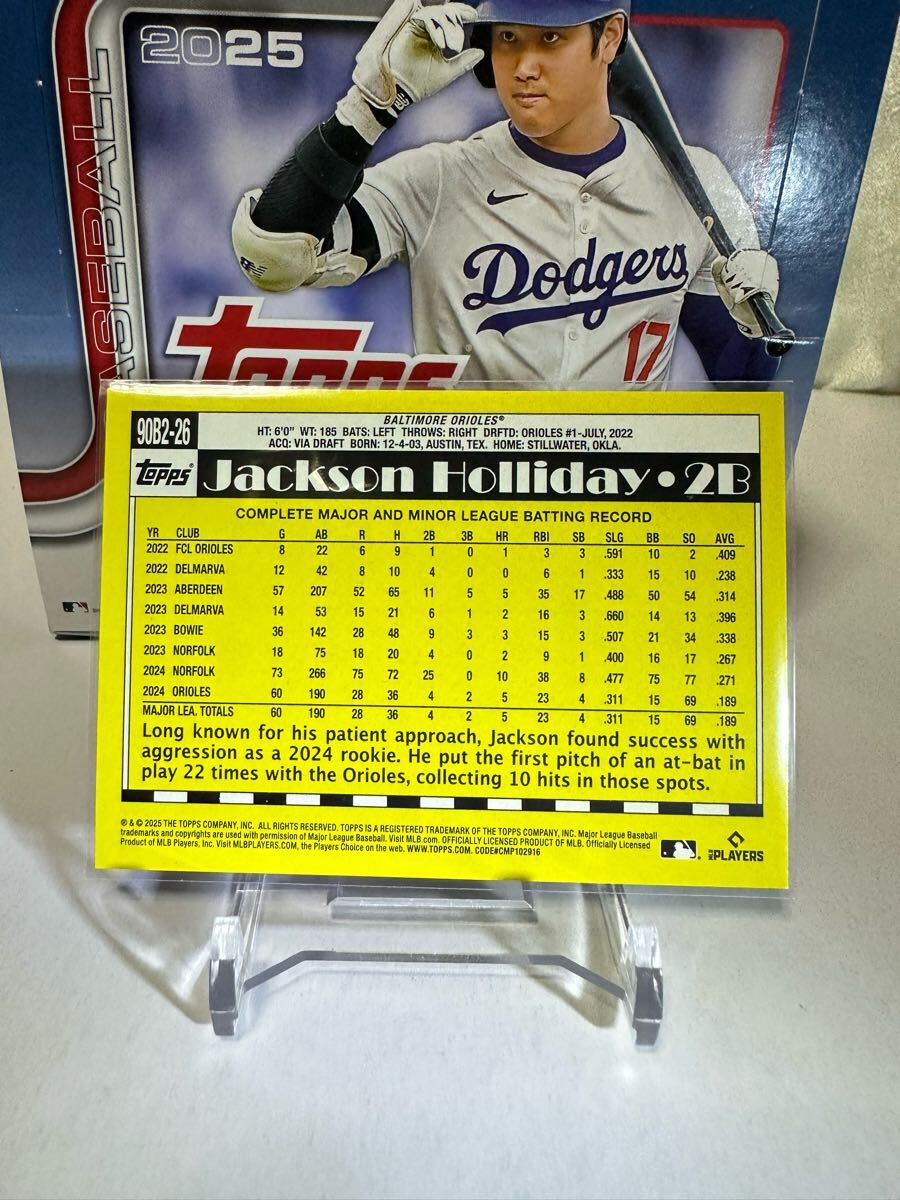 2025
BASEBALL
Dodgers
17
Topps
90B2-26
BALTIMORE ORIOLES®
HT: 6'0" WT: 185 BATS: LEFT THROWS: RIGHT DRFTD: ORIOLES #1-JULY, 2022
ACQ: VIA DRAFT BORN: 12-4-03, AUSTIN, TEX. HOME: STILLWATER, OKLA.
Topps® Jackson Holliday • 2B
COMPLETE MAJOR AND MINOR LEAGUE BATTING RECORD
YR CLUB G AB R H 2B 3B HR RBI SB SLG BB SO AVG
2022 FCL ORIOLES 8 22 6 9 1 0 1 3 3 .591 10 2 .409
2022 DELMARVA 12 42 8 10 4 0 0 6 1 .333 15 10 .238
2023 ABERDEEN 57 207 52 65 11 5 5 35 17 .488 50 54 .314
2023 DELMARVA 14 53 15 21 6 1 2 16 3 .660 14 13 .396
2023 BOWIE 36 142 28 48 9 3 3 15 3 .507 21 34 .338
2023 NORFOLK 18 75 18 20 4 0 2 9 1 .400 16 17 .267
2024 NORFOLK 73 266 75 72 25 0 10 38 8 .477 75 77 .271
2024 ORIOLES 60 190 28 36 4 2 5 23 4 .311 15 69 .189
MAJOR LEA. TOTALS 60 190 28 36 4 2 5 23 4 .311 15 69 .189
Long known for his patient approach, Jackson found success with
aggression as a 2024 rookie. He put the first pitch of an at-bat in
play 22 times with the Orioles, collecting 10 hits in those spots.
® & © 2025 THE TOPPS COMPANY, INC. ALL RIGHTS RESERVED. TOPPS IS A REGISTERED TRADEMARK OF THE TOPPS COMPANY, INC. Major League Baseball
trademarks and copyrights are used with permission of Major League Baseball. Visit MLB.com. OFFICIALLY LICENSED PRODUCT OF MLB. Officially Licensed
Product of MLB Players, Inc. Visit MLBPLAYERS.COM, the Players Choice on the web. WWW.TOPPS.COM. CODE#CMP102916
MLB PLAYERS